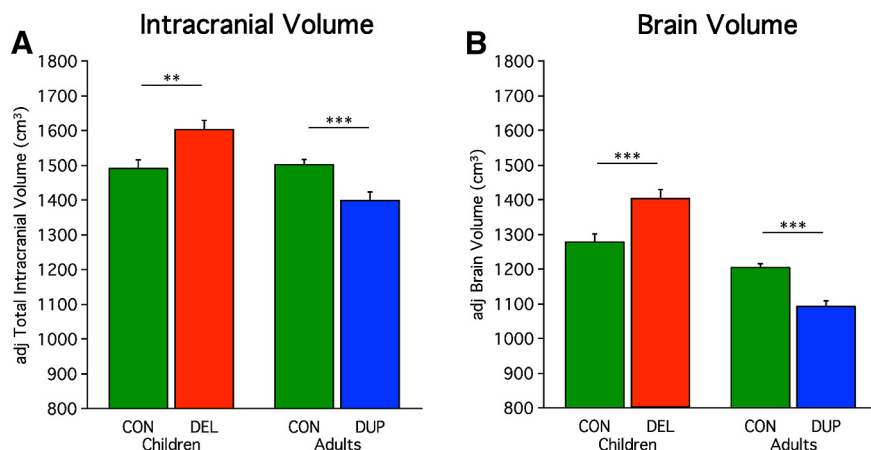 A
Intracranial Volume
adj Total Intracranial Volume (cm³)
1800
1700
1600
1500
1400
1300
1200
1100
1000
900
800
**
***
CON DEL CON DUP
Children Adults
B
Brain Volume
adj Brain Volume (cm³)
1800
1700
1600
1500
1400
1300
1200
1100
1000
900
800
***
***
CON DEL CON DUP
Children Adults